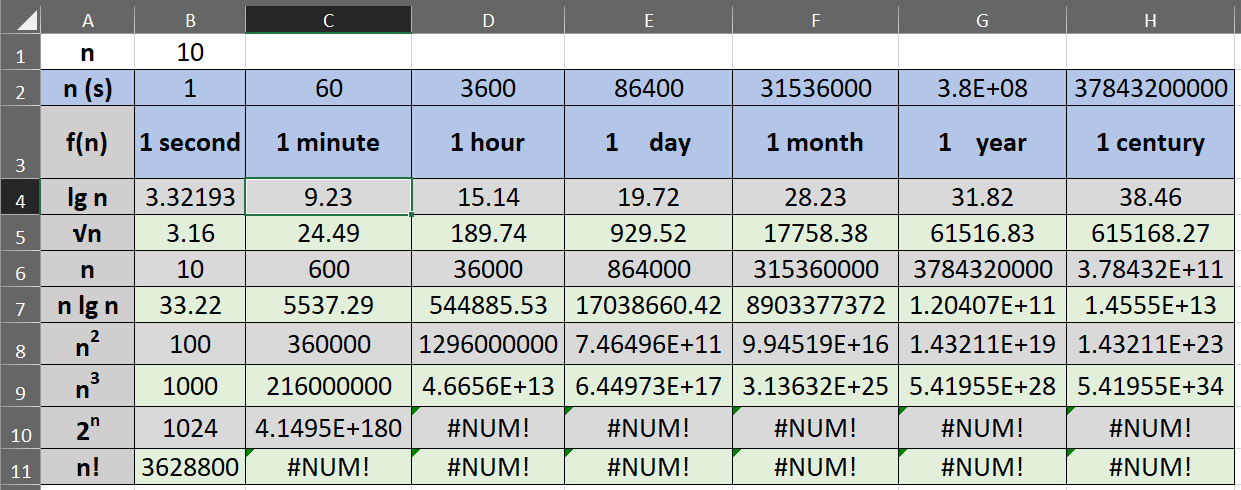 A B C D E F G H
1 n 10
2 n (s) 1 60 3600 86400 31536000 3.8E+08 37843200000
3 f(n) 1 second 1 minute 1 hour 1 day 1 month 1 year 1 century
4 lg n 3.32193 9.23 15.14 19.72 28.23 31.82 38.46
5 √n 3.16 24.49 189.74 929.52 17758.38 61516.83 615168.27
6 n 10 600 36000 864000 315360000 3784320000 3.78432E+11
7 n lg n 33.22 5537.29 544885.53 17038660.42 8903377372 1.20407E+11 1.4555E+13
8 n² 100 360000 1296000000 7.46496E+11 9.94519E+16 1.43211E+19 1.43211E+23
9 n³ 1000 216000000 4.6656E+13 6.44973E+17 3.13632E+25 5.41955E+28 5.41955E+34
10 2ⁿ 1024 4.1495E+180 #NUM! #NUM! #NUM! #NUM! #NUM!
11 n! 3628800 #NUM! #NUM! #NUM! #NUM! #NUM! #NUM!